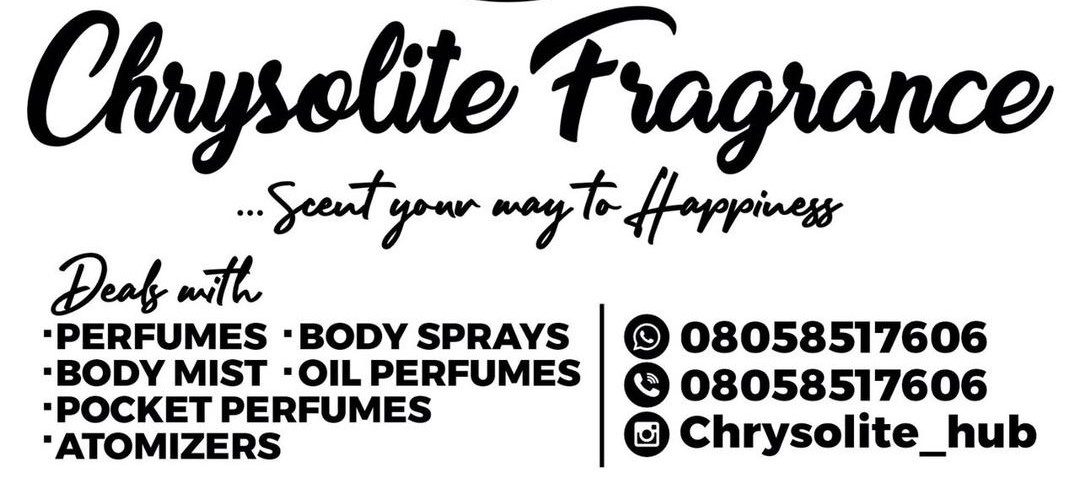 Chrysolite Fragrance
...Scent your way to Happiness
Deals with
·PERFUMES ·BODY SPRAYS
·BODY MIST ·OIL PERFUMES
·POCKET PERFUMES
·ATOMIZERS
08058517606
08058517606
Chrysolite_hub